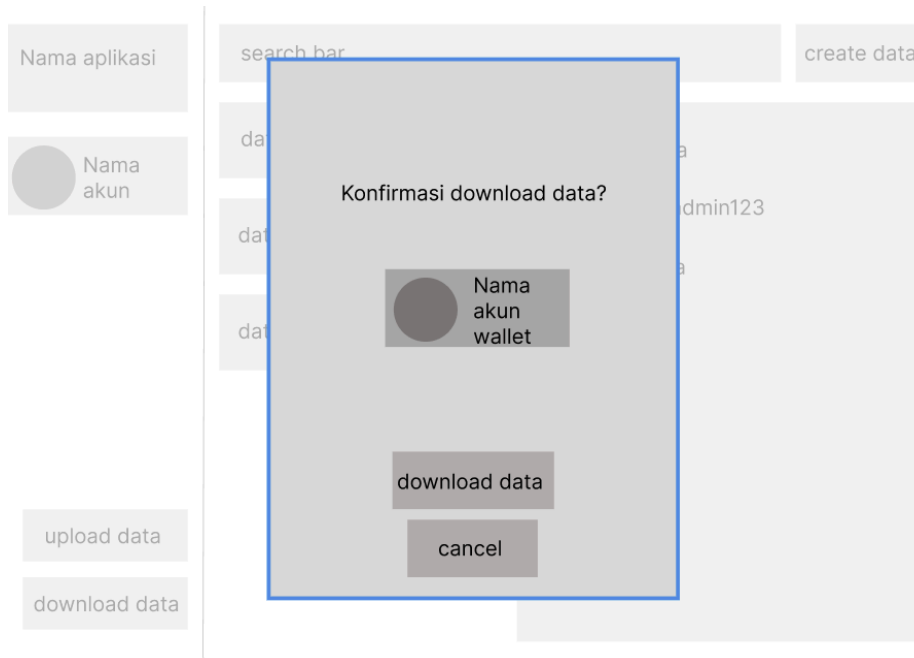 Nama aplikasi
search bar
create data
Nama
akun
Konfirmasi download data?
admin123
Nama
akun
wallet
download data
cancel
upload data
download data